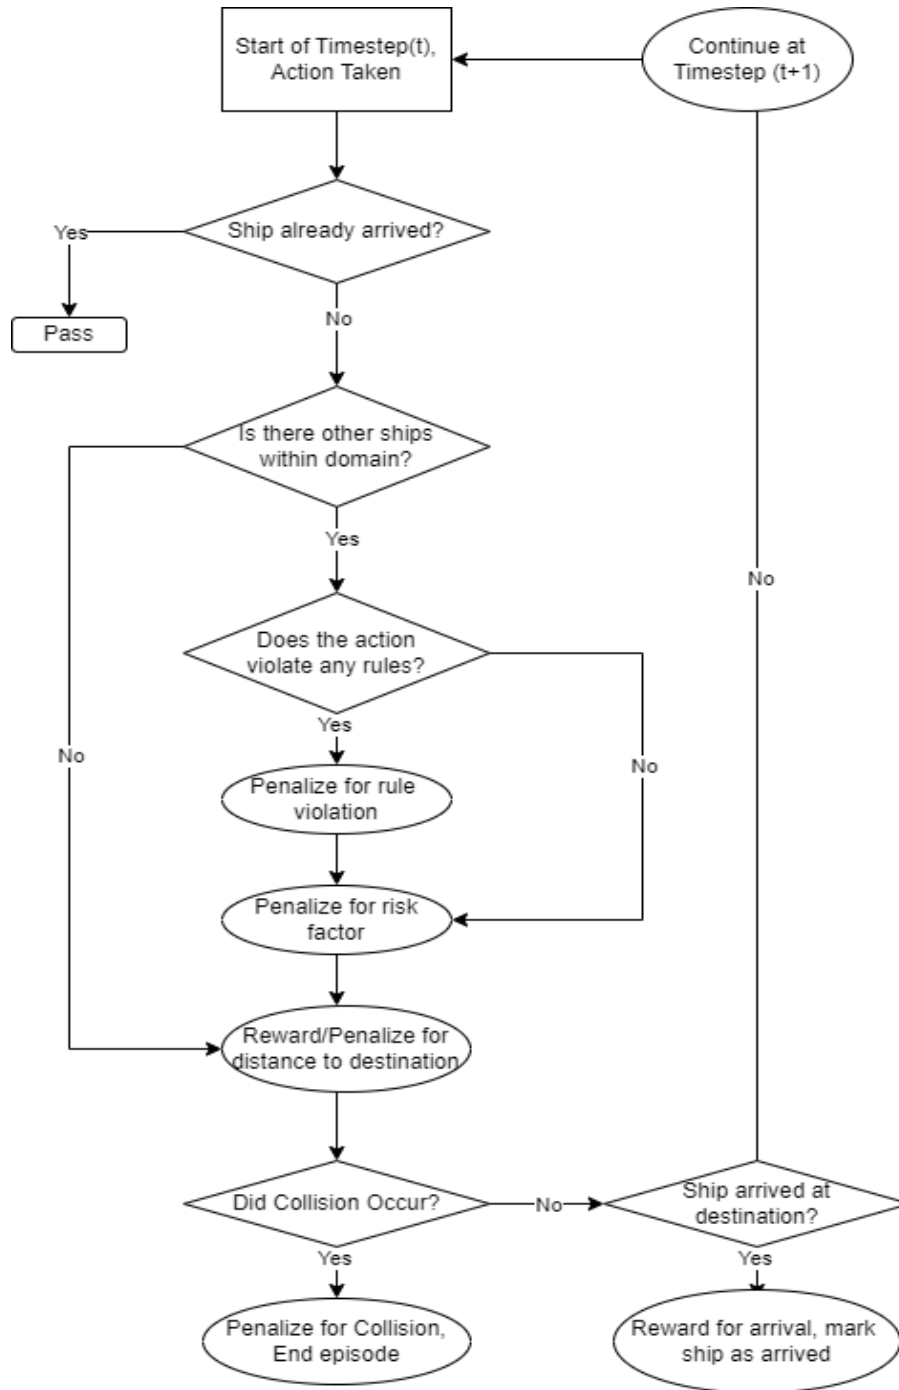 Start of Timestep(t),
Action Taken
Continue at
Timestep (t+1)
Ship already arrived?
Yes
Pass
No
Is there other ships
within domain?
Yes
No
Does the action
violate any rules?
Yes
No
No
Penalize for rule
violation
Penalize for risk
factor
Reward/Penalize for
distance to destination
Did Collision Occur?
No
Ship arrived at
destination?
Yes
Yes
Penalize for Collision,
End episode
Reward for arrival, mark
ship as arrived